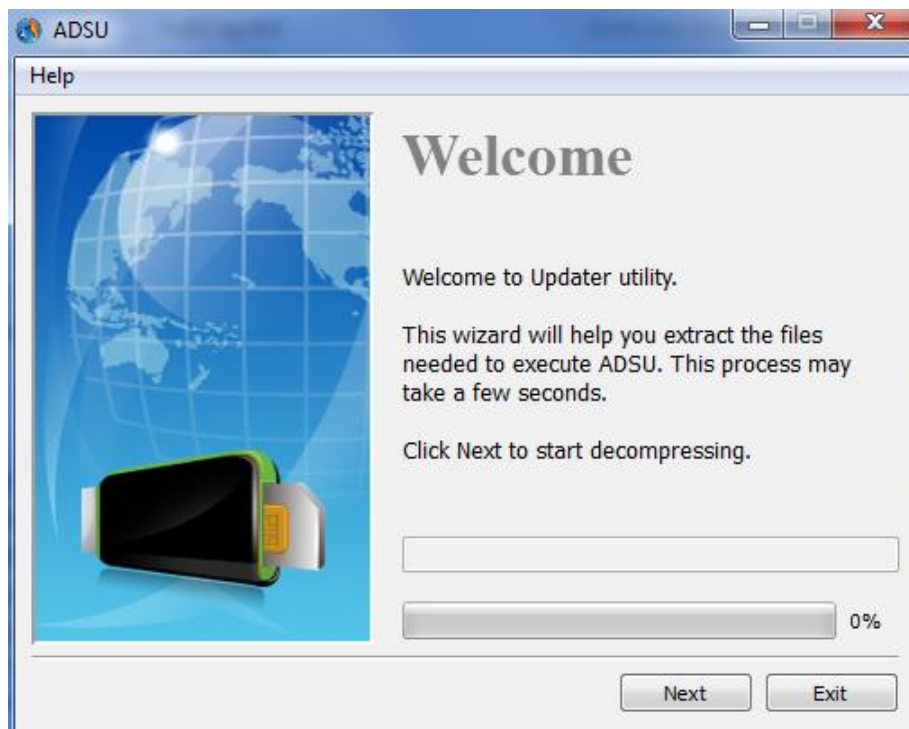 ADSU
Help
Welcome
Welcome to Updater utility.
This wizard will help you extract the files
needed to execute ADSU. This process may
take a few seconds.
Click Next to start decompressing.
0%
Next
Exit